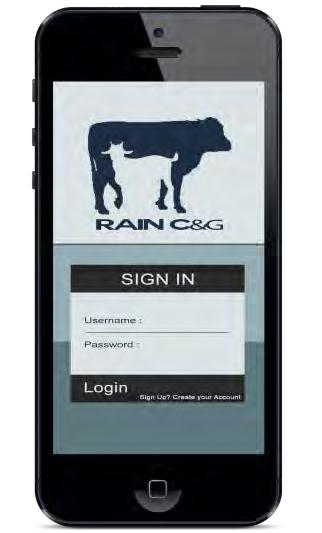 RAIN C&G
SIGN IN
Username :
Password :
Login
Sign Up? Create your Account